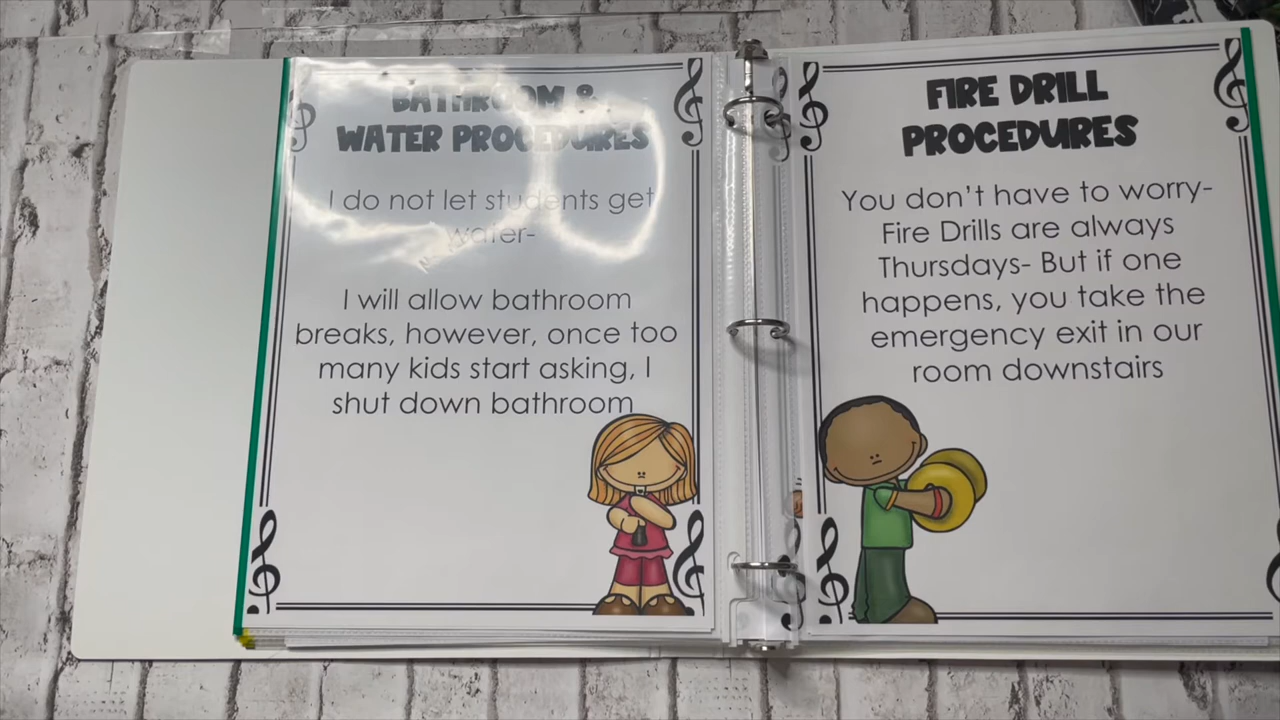 BATHROOM &
WATER PROCEDURES
I do not let students get
water-
I will allow bathroom
breaks, however, once too
many kids start asking, I
shut down bathroom
FIRE DRILL
PROCEDURES
You don't have to worry-
Fire Drills are always
Thursdays- But if one
happens, you take the
emergency exit in our
room downstairs